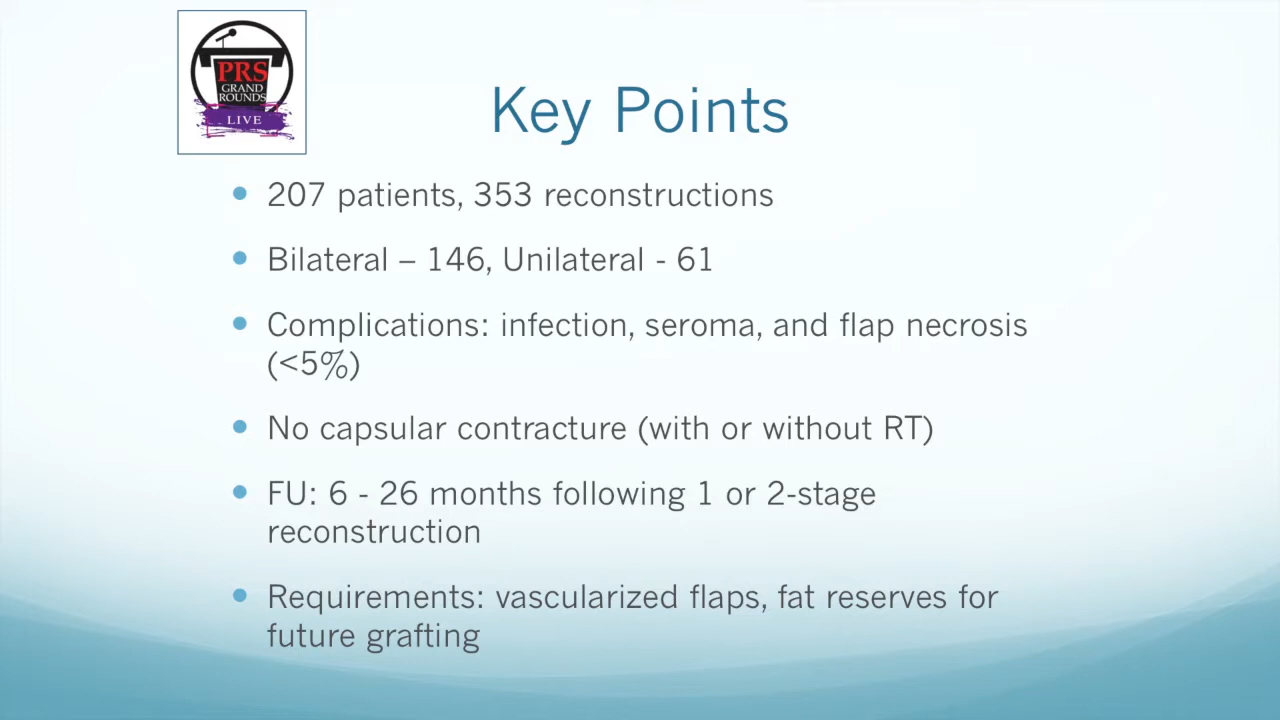 PRS
GRAND
ROUNDS
LIVE
Key Points
207 patients, 353 reconstructions
Bilateral – 146, Unilateral - 61
Complications: infection, seroma, and flap necrosis
(<5%)
No capsular contracture (with or without RT)
FU: 6 - 26 months following 1 or 2-stage
reconstruction
Requirements: vascularized flaps, fat reserves for
future grafting